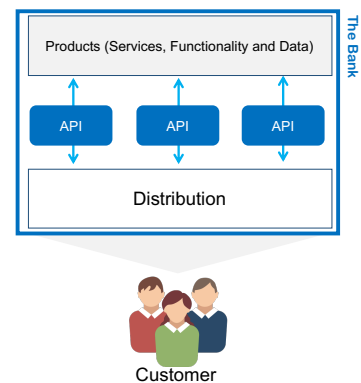 Products (Services, Functionality and Data)
The Bank
API
API
API
Distribution
Customer